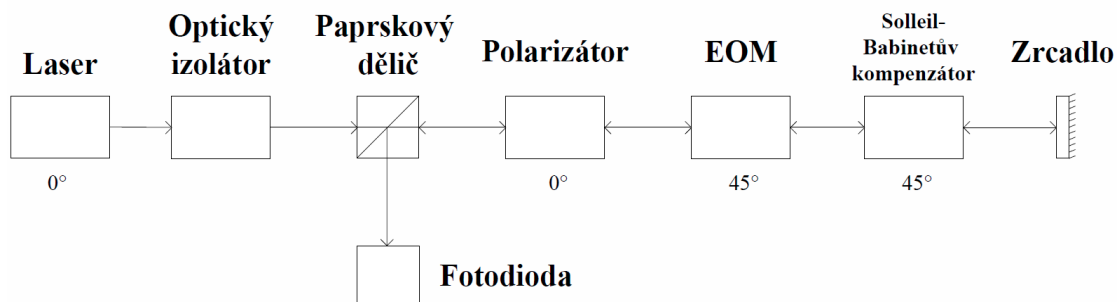 Laser
Optický
izolátor
Paprskový
dělič
Polarizátor
EOM
Solleil-
Babinetův
kompenzátor
Zrcadlo
0°
0°
45°
45°
Fotodioda